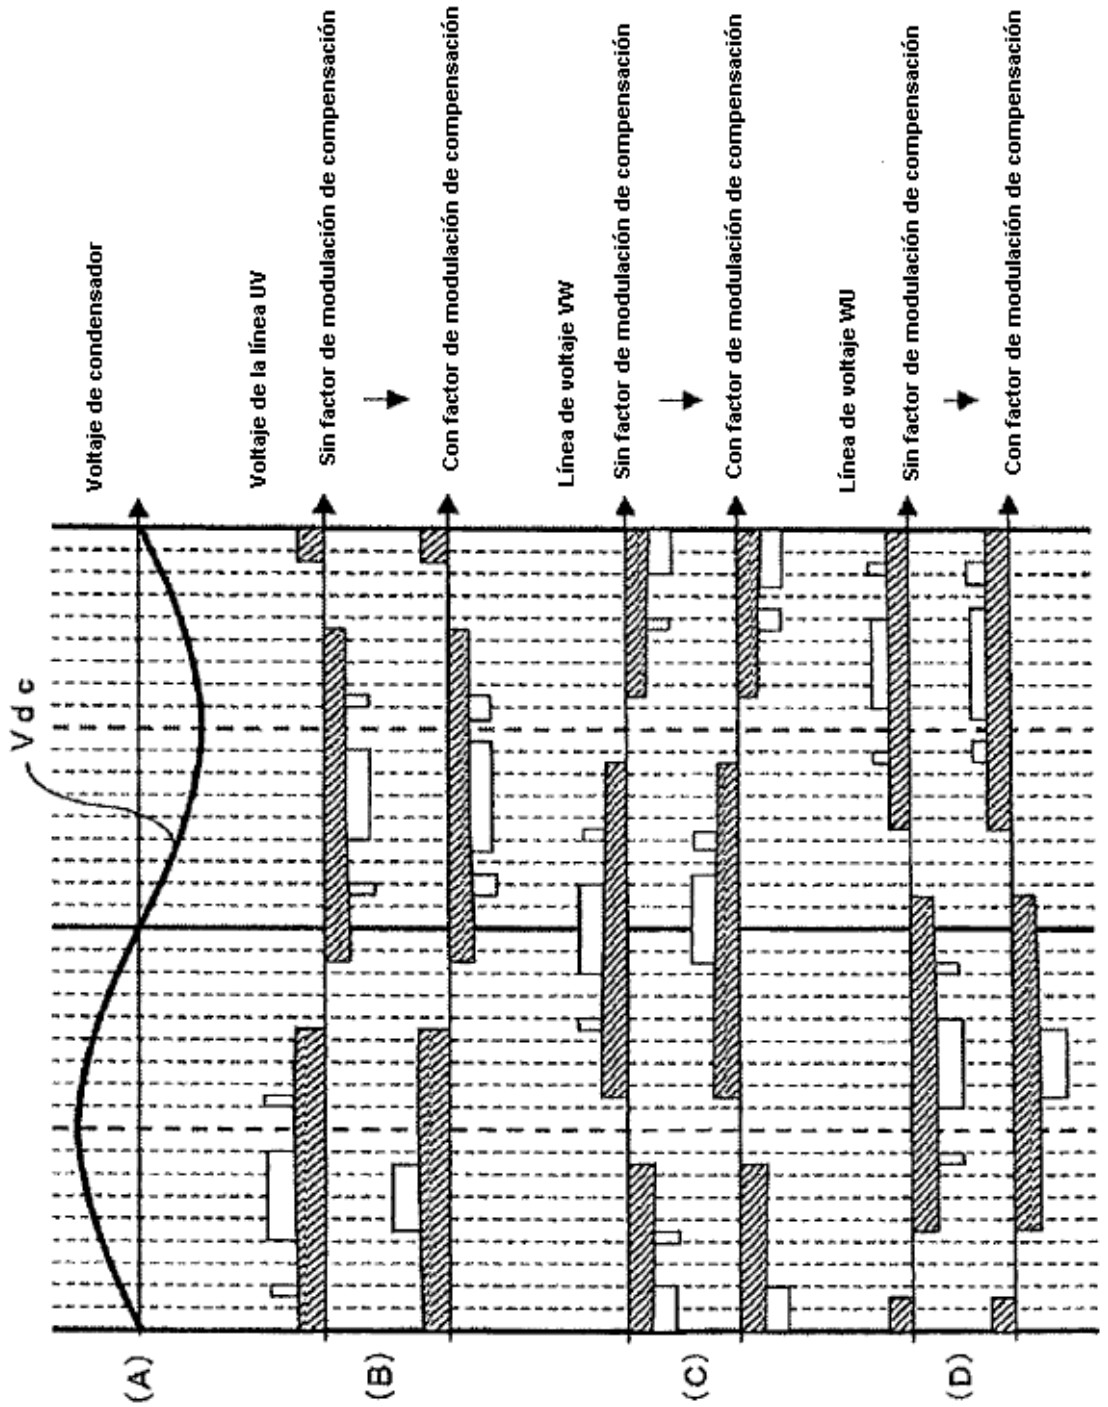 Vdc
(A)
Voltaje de condensador
(B)
Voltaje de la línea UV
Sin factor de modulación de compensación
Con factor de modulación de compensación
(C)
Línea de voltaje VW
Sin factor de modulación de compensación
Con factor de modulación de compensación
(D)
Línea de voltaje WU
Sin factor de modulación de compensación
Con factor de modulación de compensación